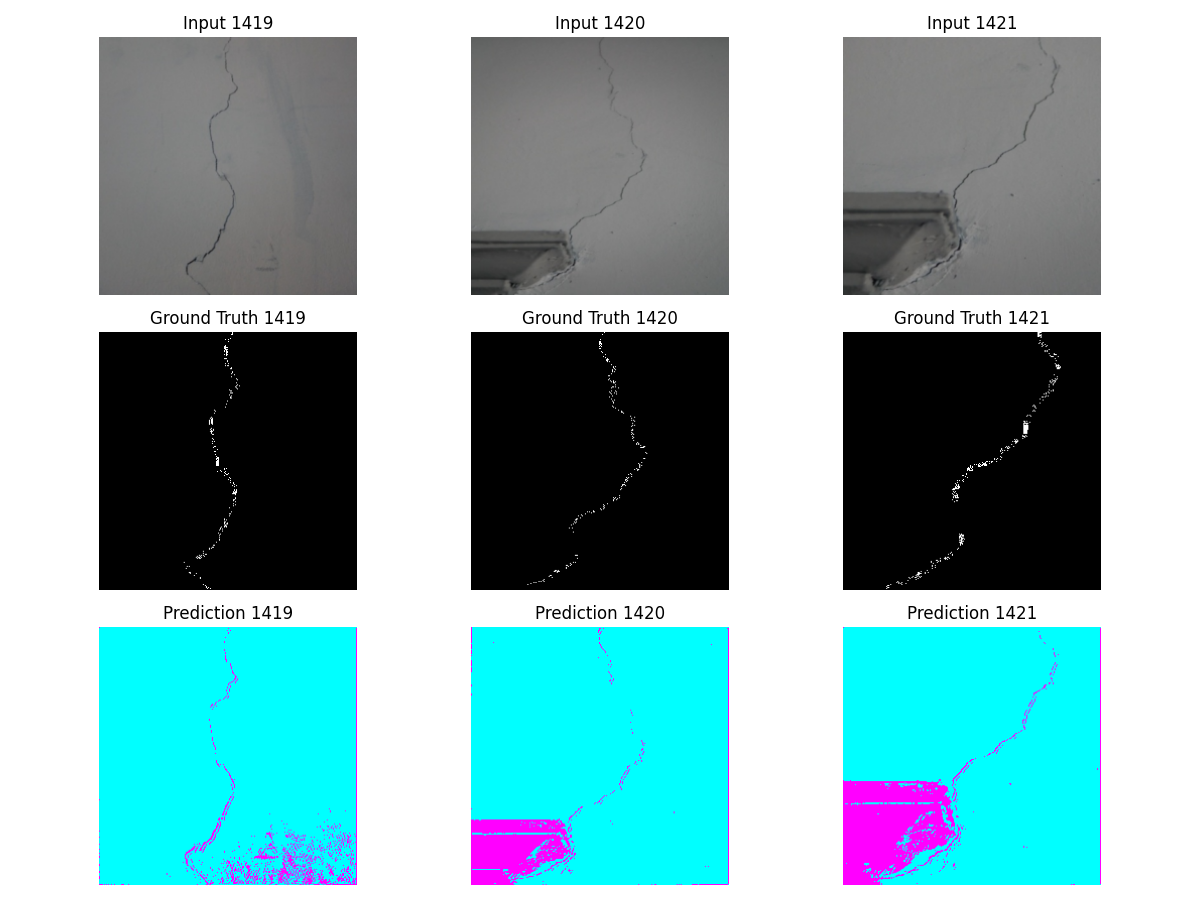 Input 1419
Input 1420
Input 1421
Ground Truth 1419
Ground Truth 1420
Ground Truth 1421
Prediction 1419
Prediction 1420
Prediction 1421